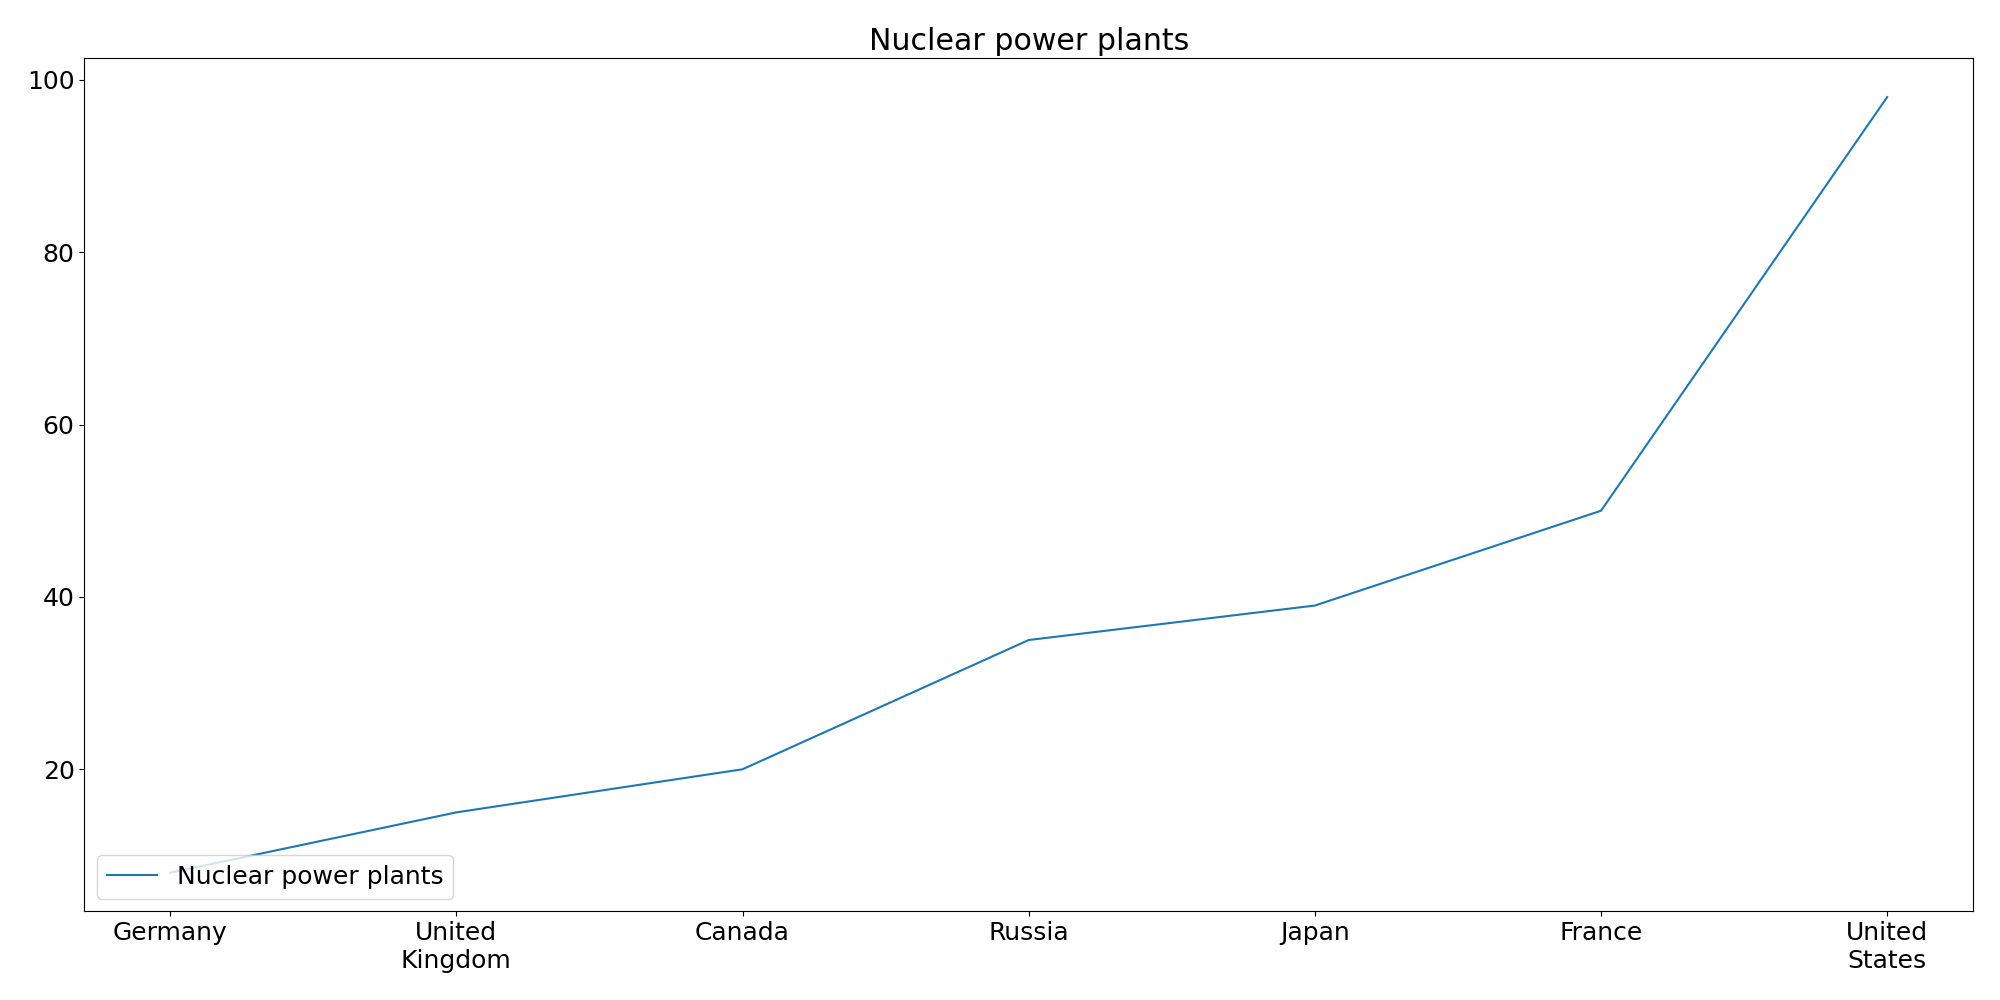 Nuclear power plants
100
80
60
40
20
Nuclear power plants
Germany
United
Kingdom
Canada
Russia
Japan
France
United
States